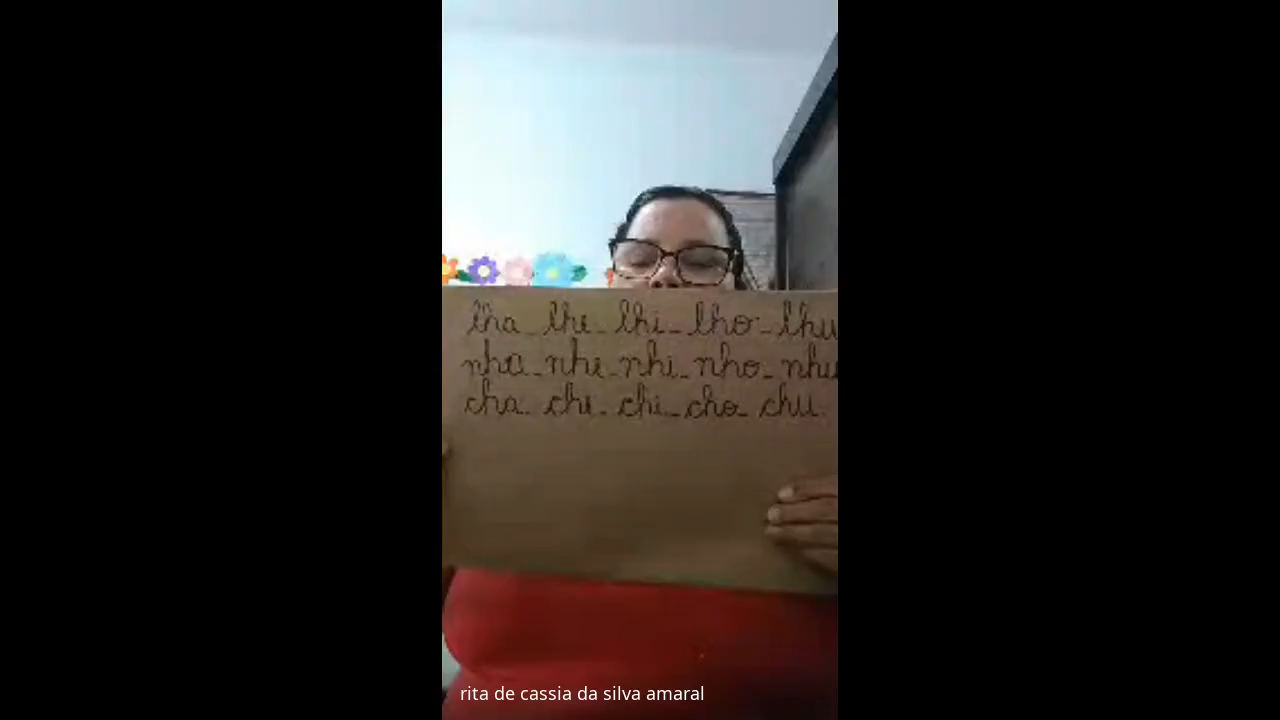 lha - lhe - lhi - lho - lhu
nha - nhe - nhi - nho - nhu
cha - che - chi - cho - chu
rita de cassia da silva amaral